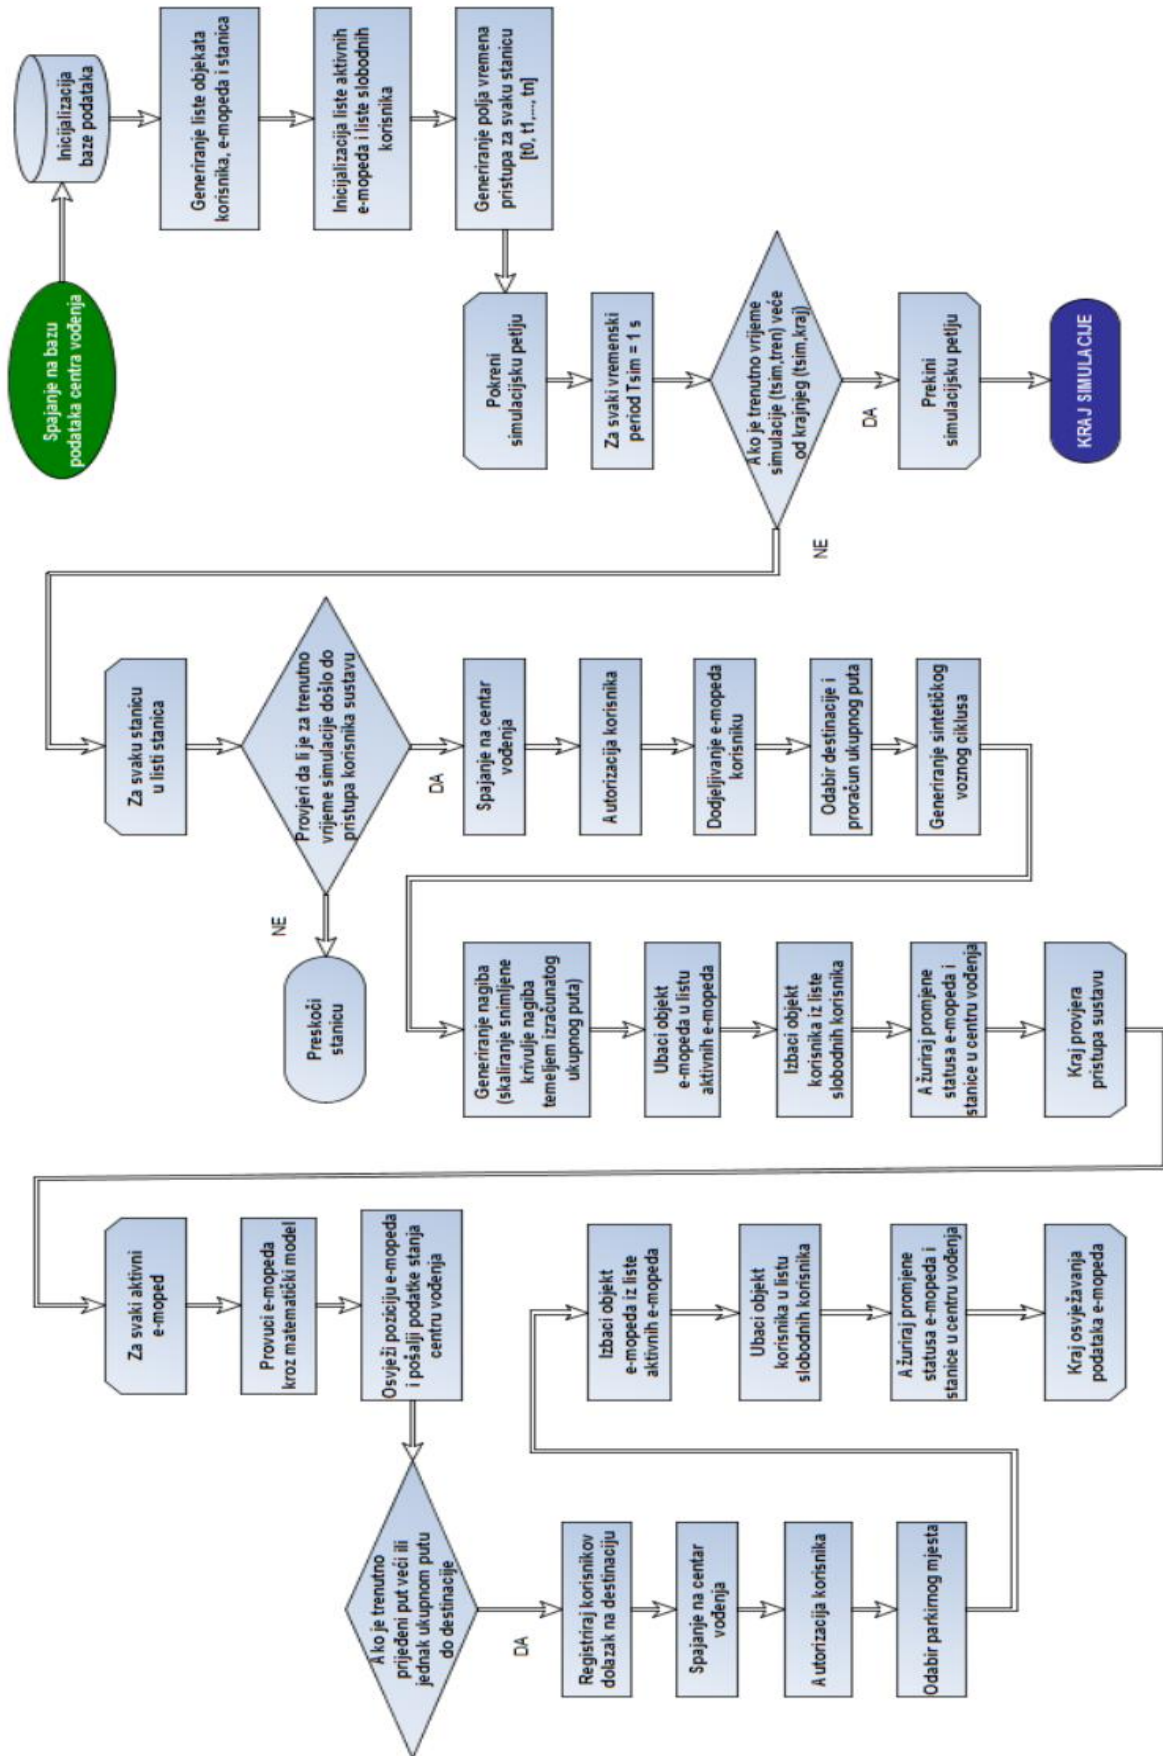 Spajanje na bazu
podataka centra vođenja
Inicijalizacija
baze podataka
Generiranje liste objekata
korisnika, e-mopeda i stanica
Inicijalizacija liste aktivnih
e-mopeda i liste slobodnih
korisnika
Generiranje polja vremena
pristupa za svaku stanicu
[t0, t1,..., tn]
Pokreni
simulacijsku petlju
Za svaki vremenski
period Tsim = 1 s
Ako je trenutno vrijeme
simulacije (tsim,tren) veće
od krajnjeg (tsim,kraj)
DA
NE
Prekini
simulacijsku petlju
KRAJ SIMULACIJE
Za svaku stanicu
u listi stanica
Provjeri da li je za trenutno
vrijeme simulacije došlo do
pristupa korisnika sustavu
NE
DA
Preskoči
stanicu
Spajanje na centar
vođenja
Autorizacija korisnika
Dodjeljivanje e-mopeda
korisniku
Odabir destinacije i
proračun ukupnog puta
Generiranje sintetičkog
voznog ciklusa
Generiranje nagiba
(skaliranje snimljene
krivulje nagiba
temeljem izračunatog
ukupnog puta)
Ubaci objekt
e-mopeda u listu
aktivnih e-mopeda
Izbaci objekt
korisnika iz liste
slobodnih korisnika
Ažuriraj promjene
statusa e-mopeda i
stanice u centru vođenja
Kraj provjera
pristupa sustavu
Za svaki aktivni
e-moped
Provuci e-mopeda
kroz matematički model
Osvježi poziciju e-mopeda
i pošalji podatke stanja
centru vođenja
Ako je trenutno
prijeđeni put veći ili
jednak ukupnom putu
do destinacije
DA
Registriraj korisnikov
dolazak na destinaciju
Spajanje na centar
vođenja
Autorizacija korisnika
Odabir parkirnog mjesta
Izbaci objekt
e-mopeda iz liste
aktivnih e-mopeda
Ubaci objekt
korisnika u listu
slobodnih korisnika
Ažuriraj promjene
statusa e-mopeda i
stanice u centru vođenja
Kraj osvježavanja
podataka e-mopeda